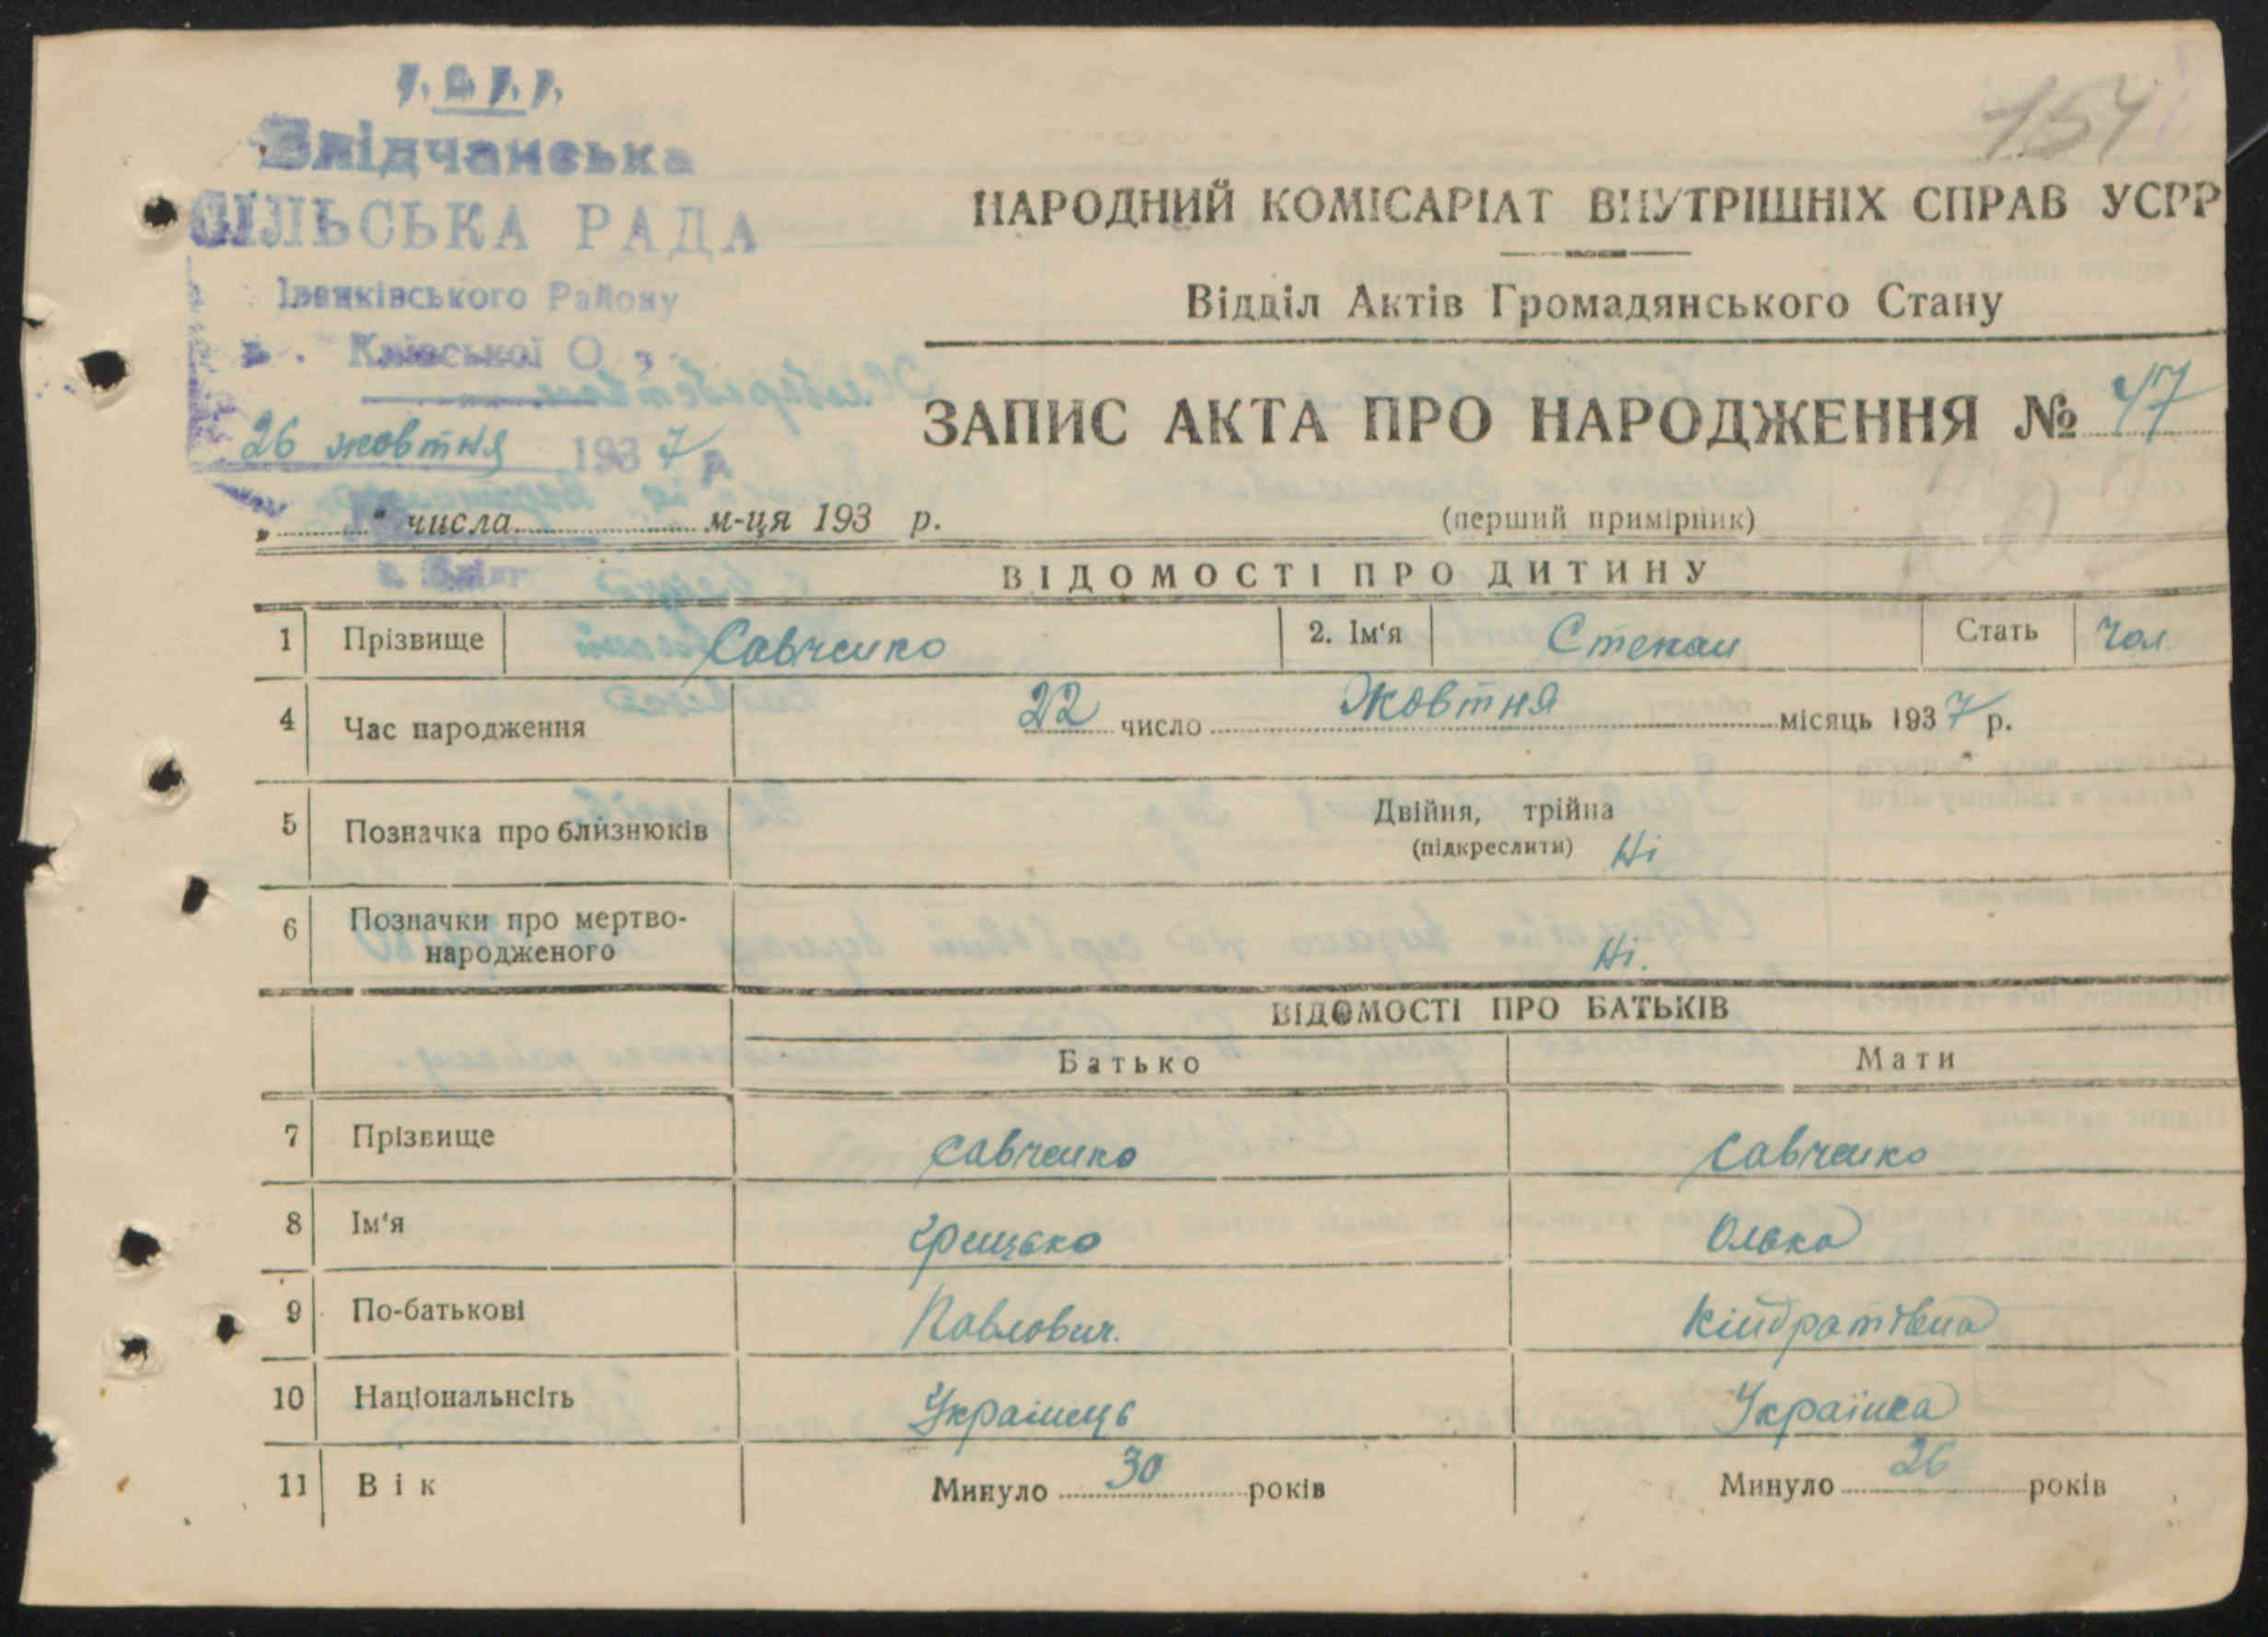 У.С.Р.Р.
Злідчанська
СІЛЬСЬКА РАДА
Іванківського Району
Київської О
26 жовтня 1937 р.
154
НАРОДНИЙ КОМІСАРІАТ ВНУТРІШНІХ СПРАВ УСРР
Відділ Актів Громадянського Стану
ЗАПИС АКТА ПРО НАРОДЖЕННЯ № 47
„ “ числа м-ця 193 р.
(перший примірник)
ВІДОМОСТІ ПРО ДИТИНУ
1 Прізвище Савченко 2. Ім‘я Степан Стать Чол.
4 Час народження 22 число Жовтня місяць 1937 р.
5 Позначка про близнюків Двійня, трійна
(підкреслити) Ні
6 Позначки про мертво-
народженого Ні.
ВІДОМОСТІ ПРО БАТЬКІВ
Батько Мати
7 Прізвище Савченко Савченко
8 Ім‘я Грицько Олька
9 По-батькові Павлович. Кіндратівна
10 Національнсіть Українець Українка
11 Вік Минуло 30 років Минуло 26 років